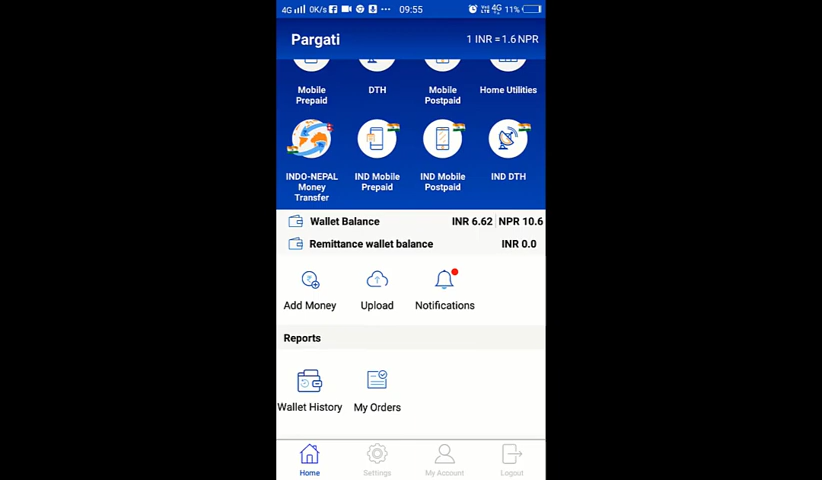 4G 0K/s 09:55 4G 11%
Pargati 1 INR = 1.6 NPR
Mobile Prepaid
DTH
Mobile Postpaid
Home Utilities
INDO-NEPAL Money Transfer
IND Mobile Prepaid
IND Mobile Postpaid
IND DTH
Wallet Balance INR 6.62 NPR 10.6
Remittance wallet balance INR 0.0
Add Money Upload Notifications
Reports
Wallet History My Orders
Home Settings My Account Logout